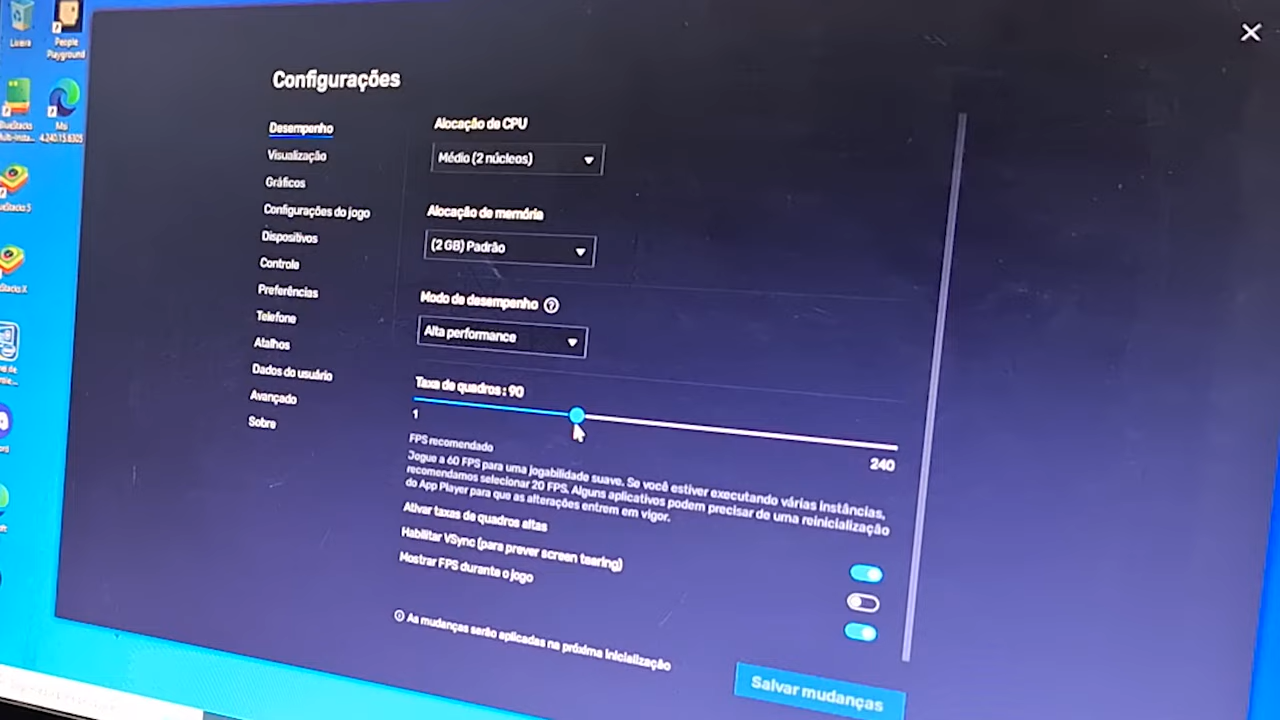 Lixeira
People
Playground
BlueStacks
Multi-Insta...
Msi
4.240.15.6305
Configurações
Desempenho
Visualização
Gráficos
Configurações do jogo
Dispositivos
Controle
Preferências
Telefone
Atalhos
Dados do usuário
Avançado
Sobre
Alocação de CPU
Médio (2 núcleos)
Alocação de memória
(2 GB) Padrão
Modo de desempenho
Alta performance
Taxa de quadros : 90
1
240
FPS recomendado
Jogue a 60 FPS para uma jogabilidade suave. Se você estiver executando várias instâncias,
recomendamos selecionar 20 FPS. Alguns aplicativos podem precisar de uma reinicialização
do App Player para que as alterações entrem em vigor.
Ativar taxas de quadros altas
Habilitar VSync (para prever screen tearing)
Mostrar FPS durante o jogo
As mudanças serão aplicadas na próxima inicialização
Salvar mudanças